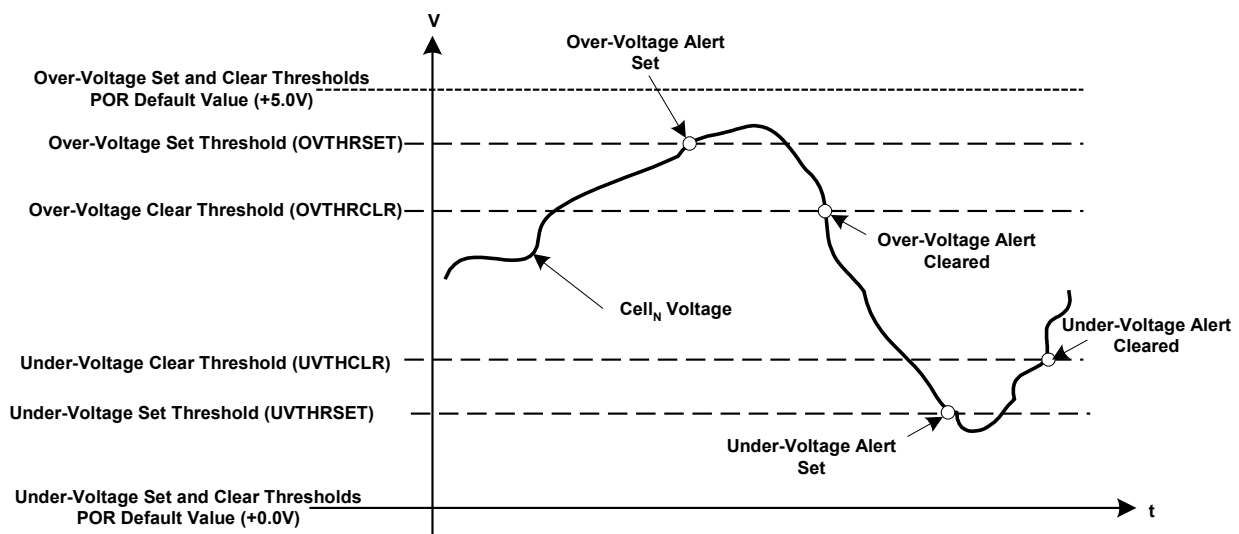 V
Over-Voltage Alert
Set
Over-Voltage Set and Clear Thresholds
POR Default Value (+5.0V)
Over-Voltage Set Threshold (OVTHRSET)
Over-Voltage Clear Threshold (OVTHRCLR)
Over-Voltage Alert
Cleared
CellN Voltage
Under-Voltage Alert
Cleared
Under-Voltage Clear Threshold (UVTHCLR)
Under-Voltage Set Threshold (UVTHRSET)
Under-Voltage Alert
Set
Under-Voltage Set and Clear Thresholds
POR Default Value (+0.0V)
t